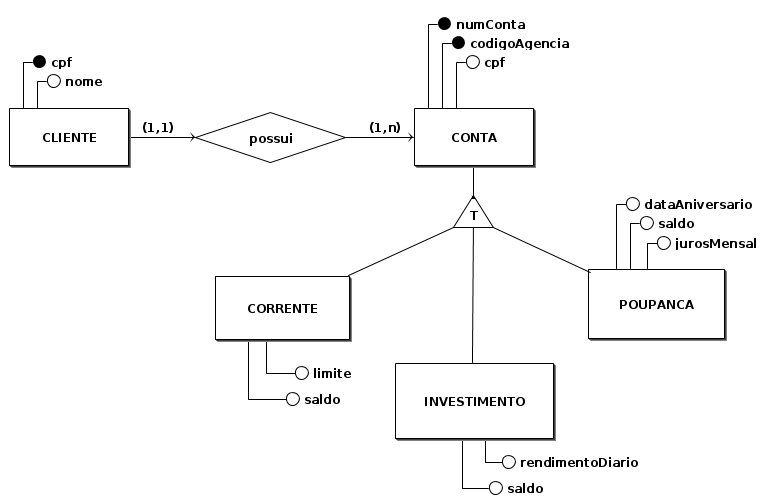 numConta
codigoAgencia
cpf
cpf
nome
CLIENTE
(1,1)
possui
(1,n)
CONTA
T
dataAniversario
saldo
jurosMensal
CORRENTE
POUPANCA
limite
saldo
INVESTIMENTO
rendimentoDiario
saldo